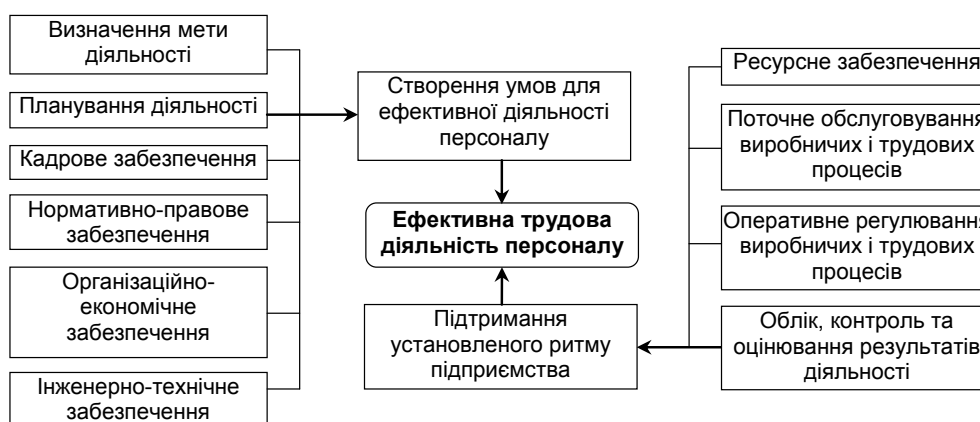 Визначення мети
діяльності
Планування діяльності
Кадрове забезпечення
Нормативно-правове
забезпечення
Організаційно-
економічне
забезпечення
Інженерно-технічне
забезпечення
Створення умов для
ефективної діяльності
персоналу
Ефективна трудова
діяльність персоналу
Підтримання
установленого ритму
підприємства
Ресурсне забезпечення
Поточне обслуговування
виробничих і трудових
процесів
Оперативне регулювання
виробничих і трудових
процесів
Облік, контроль та
оцінювання результатів
діяльності